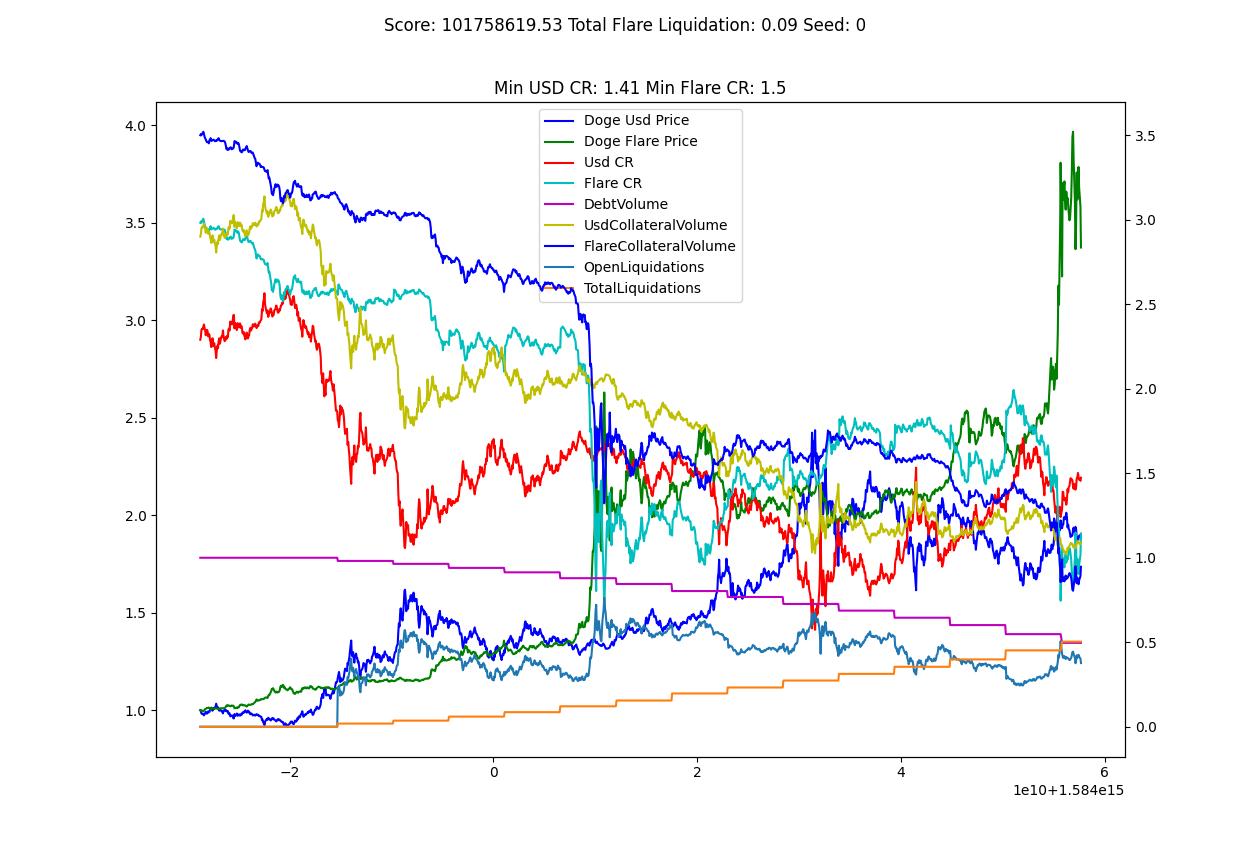 Score: 101758619.53 Total Flare Liquidation: 0.09 Seed: 0
Min USD CR: 1.41 Min Flare CR: 1.5
Doge Usd Price
Doge Flare Price
Usd CR
Flare CR
DebtVolume
UsdCollateralVolume
FlareCollateralVolume
OpenLiquidations
TotalLiquidations
4.0
3.5
3.0
2.5
2.0
1.5
1.0
3.5
3.0
2.5
2.0
1.5
1.0
0.5
0.0
−2
0
2
4
6
1e10+1.584e15